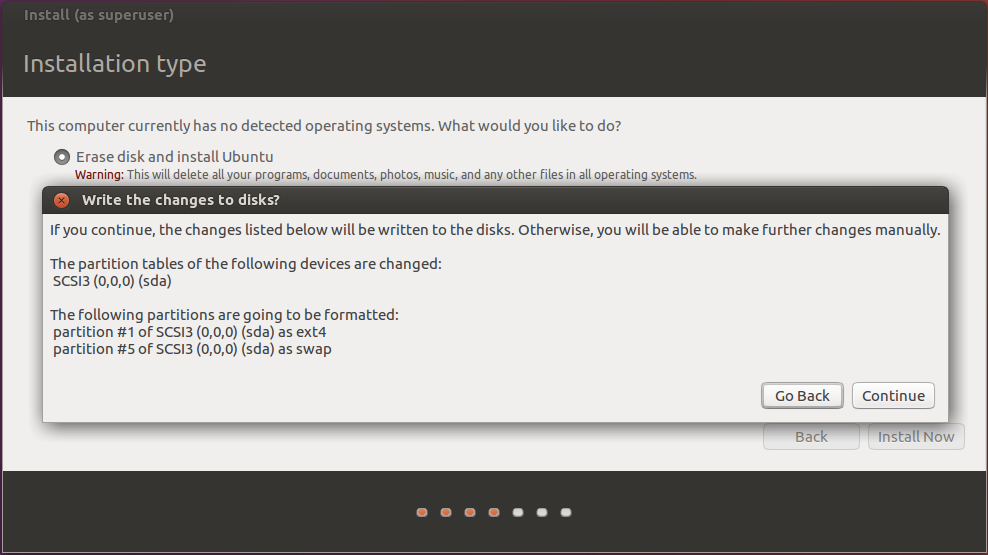 Install (as superuser)
Installation type
This computer currently has no detected operating systems. What would you like to do?
Erase disk and install Ubuntu
Warning: This will delete all your programs, documents, photos, music, and any other files in all operating systems.
Write the changes to disks?
If you continue, the changes listed below will be written to the disks. Otherwise, you will be able to make further changes manually.
The partition tables of the following devices are changed:
SCSI3 (0,0,0) (sda)
The following partitions are going to be formatted:
partition #1 of SCSI3 (0,0,0) (sda) as ext4
partition #5 of SCSI3 (0,0,0) (sda) as swap
Go Back Continue
Back Install Now